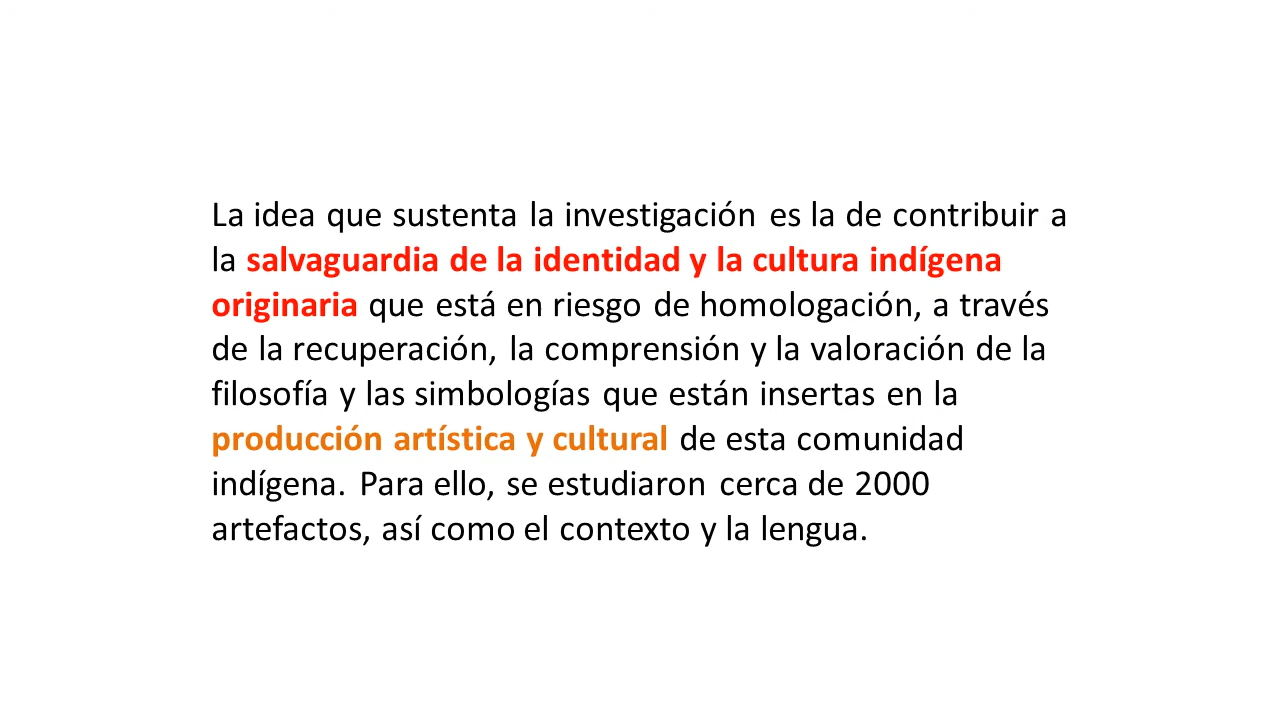 La idea que sustenta la investigación es la de contribuir a
la salvaguardia de la identidad y la cultura indígena
originaria que está en riesgo de homologación, a través
de la recuperación, la comprensión y la valoración de la
filosofía y las simbologías que están insertas en la
producción artística y cultural de esta comunidad
indígena. Para ello, se estudiaron cerca de 2000
artefactos, así como el contexto y la lengua.